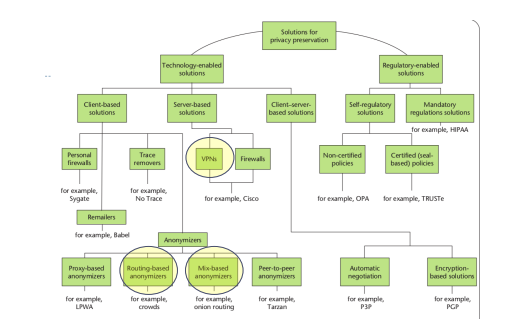 Solutions for
privacy preservation
Technology-enabled
solutions
Regulatory-enabled
solutions
Client-based
solutions
Server-based
solutions
Client–server-
based solutions
Self-regulatory
solutions
Mandatory
regulations solutions
for example, HIPAA
Personal
firewalls
Trace
removers
VPNs
Firewalls
Non-certified
policies
Certified (seal-
based) policies
for example,
Sygate
for example,
No Trace
for example, Cisco
for example, OPA
for example, TRUSTe
Remailers
for example, Babel
Anonymizers
Proxy-based
anonymizers
Routing-based
anonymizers
Mix-based
anonymizers
Peer-to-peer
anonymizers
Automatic
negotiation
Encryption-
based solutions
for example,
LPWA
for example,
crowds
for example,
onion routing
for example,
Tarzan
for example,
P3P
for example,
PGP